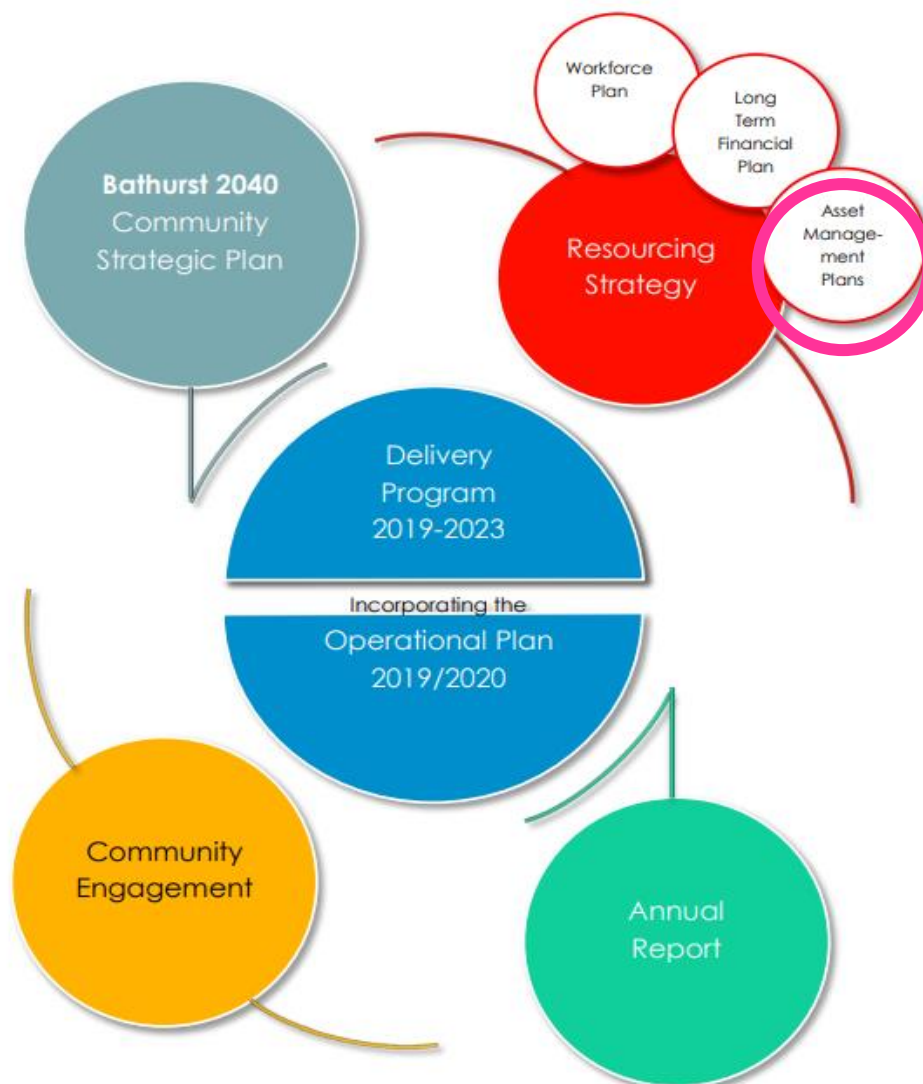 Workforce
Plan
Long
Term
Financial
Plan
Asset
Manage-
ment
Plans
Bathurst 2040
Community
Strategic Plan
Resourcing
Strategy
Delivery
Program
2019-2023
Incorporating the
Operational Plan
2019/2020
Community
Engagement
Annual
Report